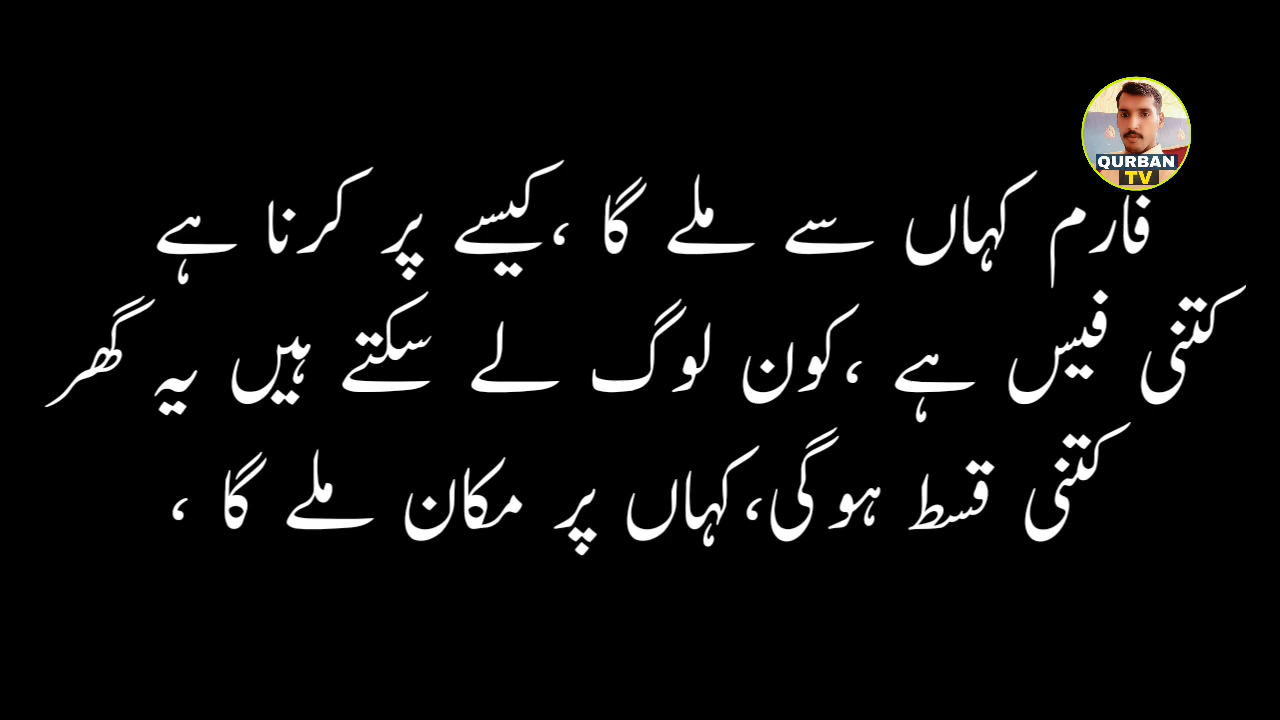 QURBAN
TV
فارم کہاں سے ملے گا ،کیسے پر کرنا ہے
کتنی فیس ہے ،کون لوگ لے سکتے ہیں یہ گھر
کتنی قسط ہوگی،کہاں پر مکان ملے گا ،